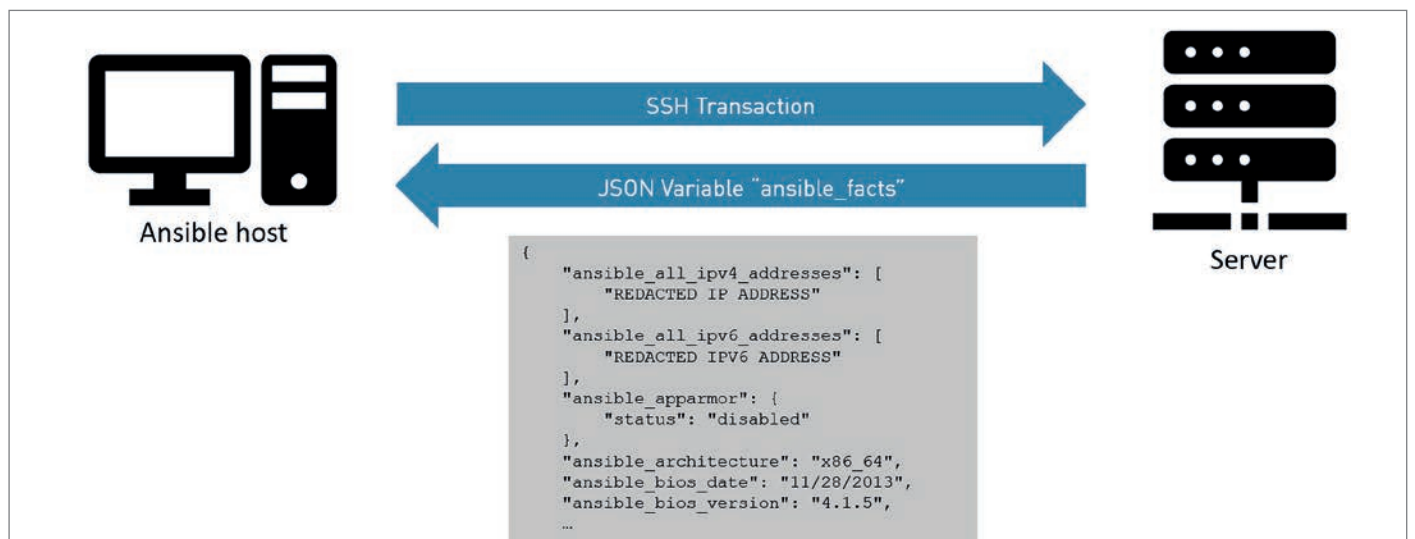 SSH Transaction
JSON Variable "ansible_facts"
Ansible host
Server
{
    "ansible_all_ipv4_addresses": [
        "REDACTED IP ADDRESS"
    ],
    "ansible_all_ipv6_addresses": [
        "REDACTED IPV6 ADDRESS"
    ],
    "ansible_apparmor": {
        "status": "disabled"
    },
    "ansible_architecture": "x86_64",
    "ansible_bios_date": "11/28/2013",
    "ansible_bios_version": "4.1.5",
    …